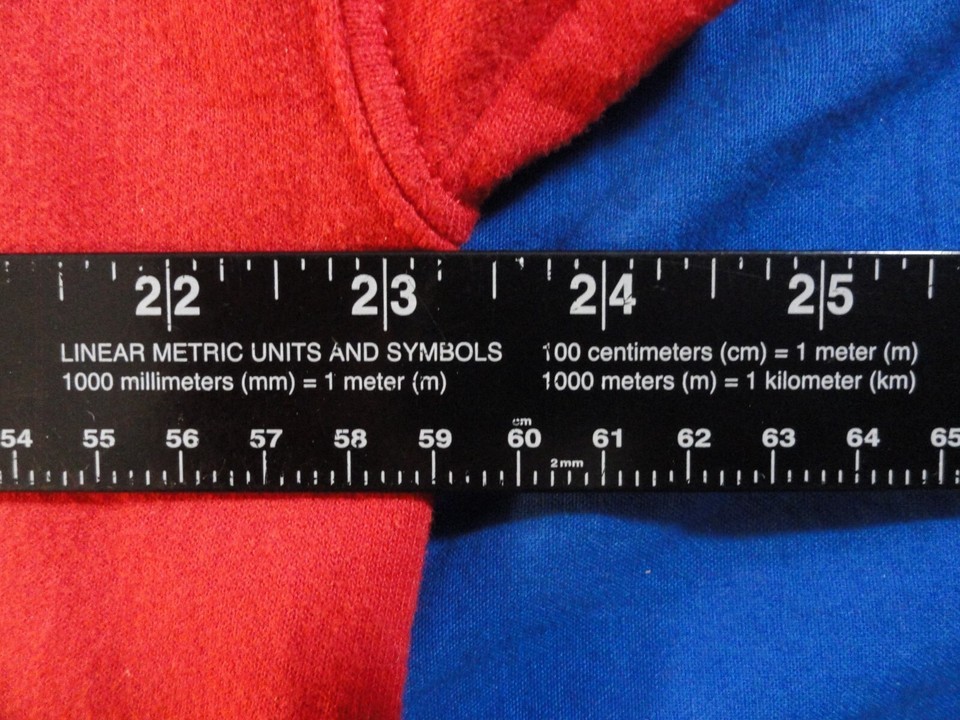 22 23 24 25
LINEAR METRIC UNITS AND SYMBOLS
1000 millimeters (mm) = 1 meter (m)
100 centimeters (cm) = 1 meter (m)
1000 meters (m) = 1 kilometer (km)
cm
54 55 56 57 58 59 60 61 62 63 64 65
2mm